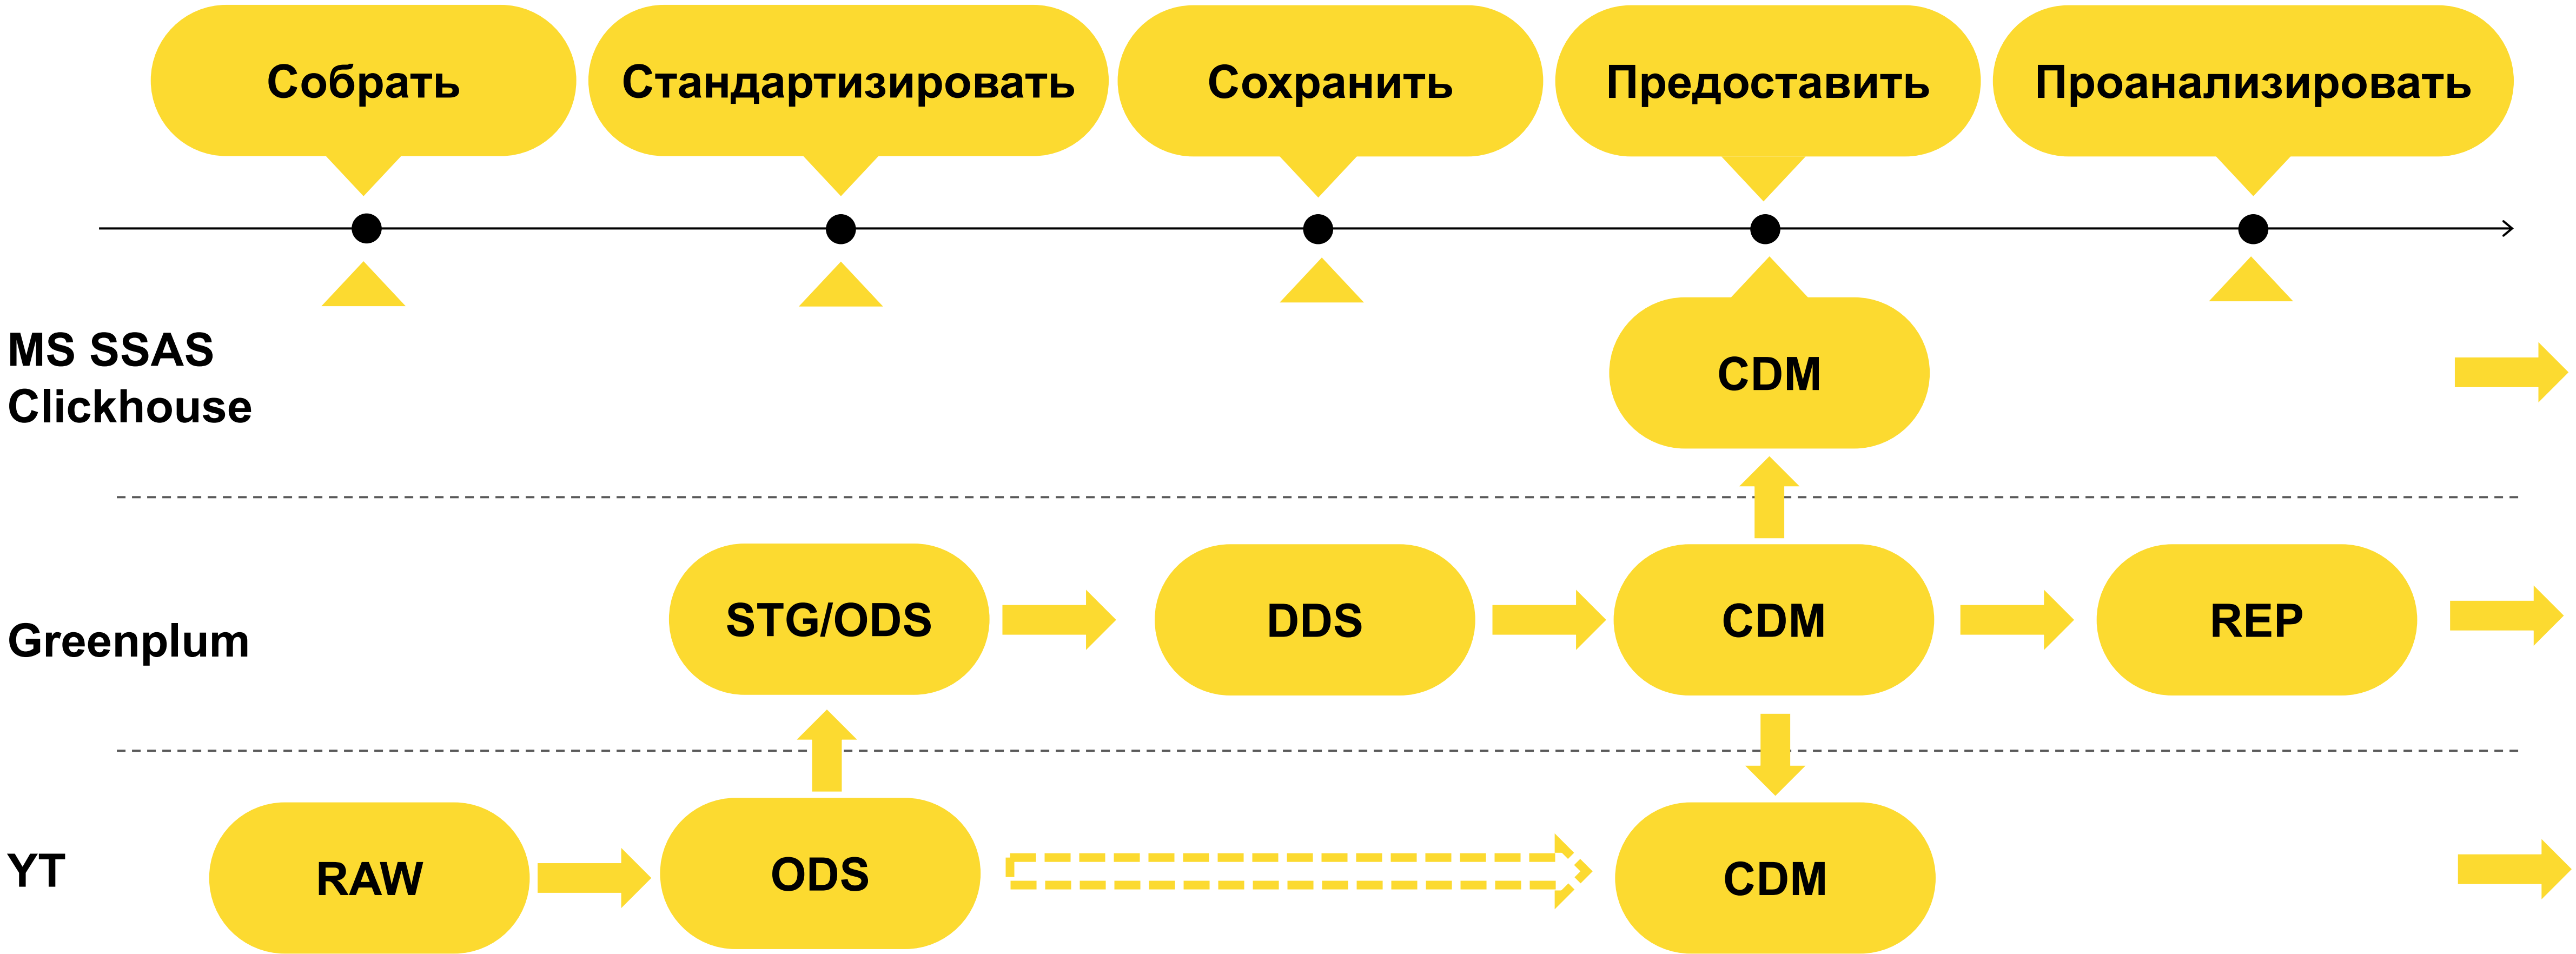 Собрать
Стандартизировать
Сохранить
Предоставить
Проанализировать
MS SSAS
Clickhouse
CDM
Greenplum
STG/ODS
DDS
CDM
REP
YT
RAW
ODS
CDM